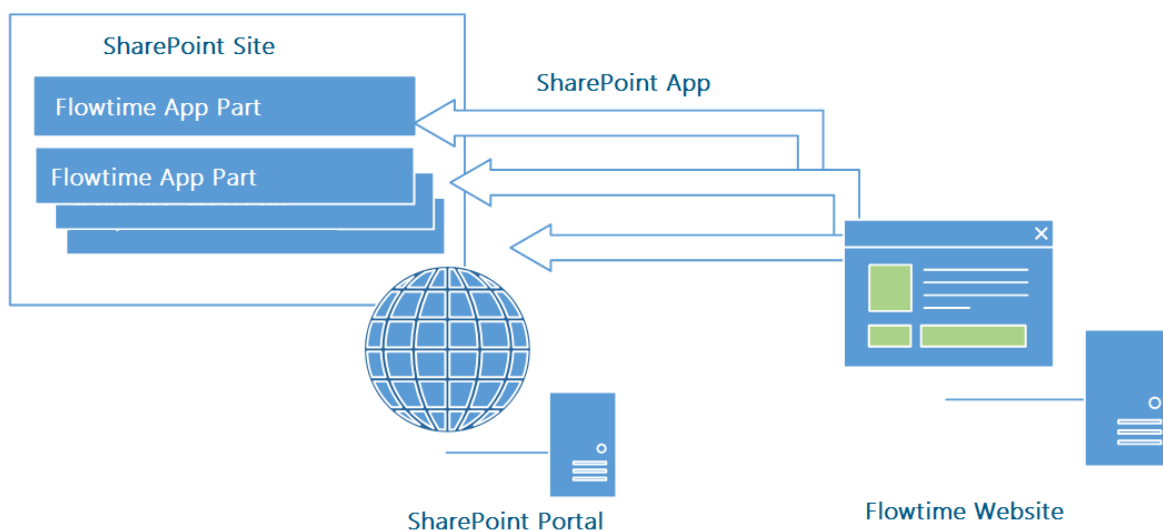 SharePoint Site
Flowtime App Part
SharePoint App
Flowtime App Part
SharePoint Portal
Flowtime Website